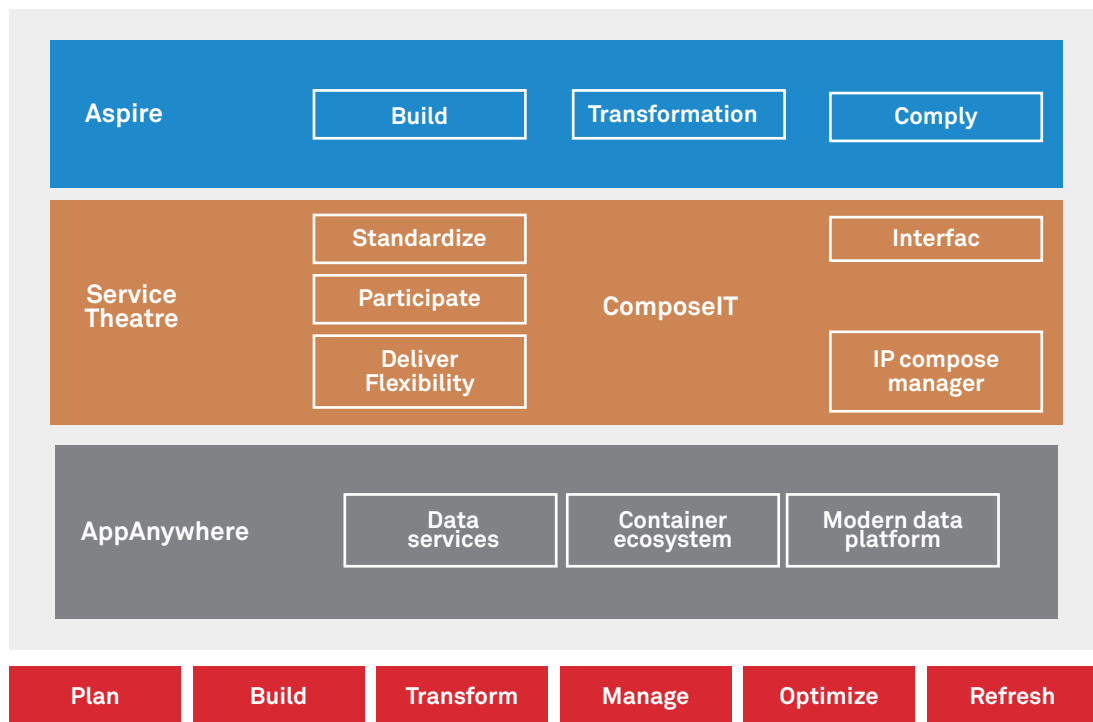 Aspire
Build
Transformation
Comply
Service
Theatre
Standardize
Participate
Deliver
Flexibility
ComposeIT
Interfac
IP compose
manager
AppAnywhere
Data
services
Container
ecosystem
Modern data
platform
Plan
Build
Transform
Manage
Optimize
Refresh